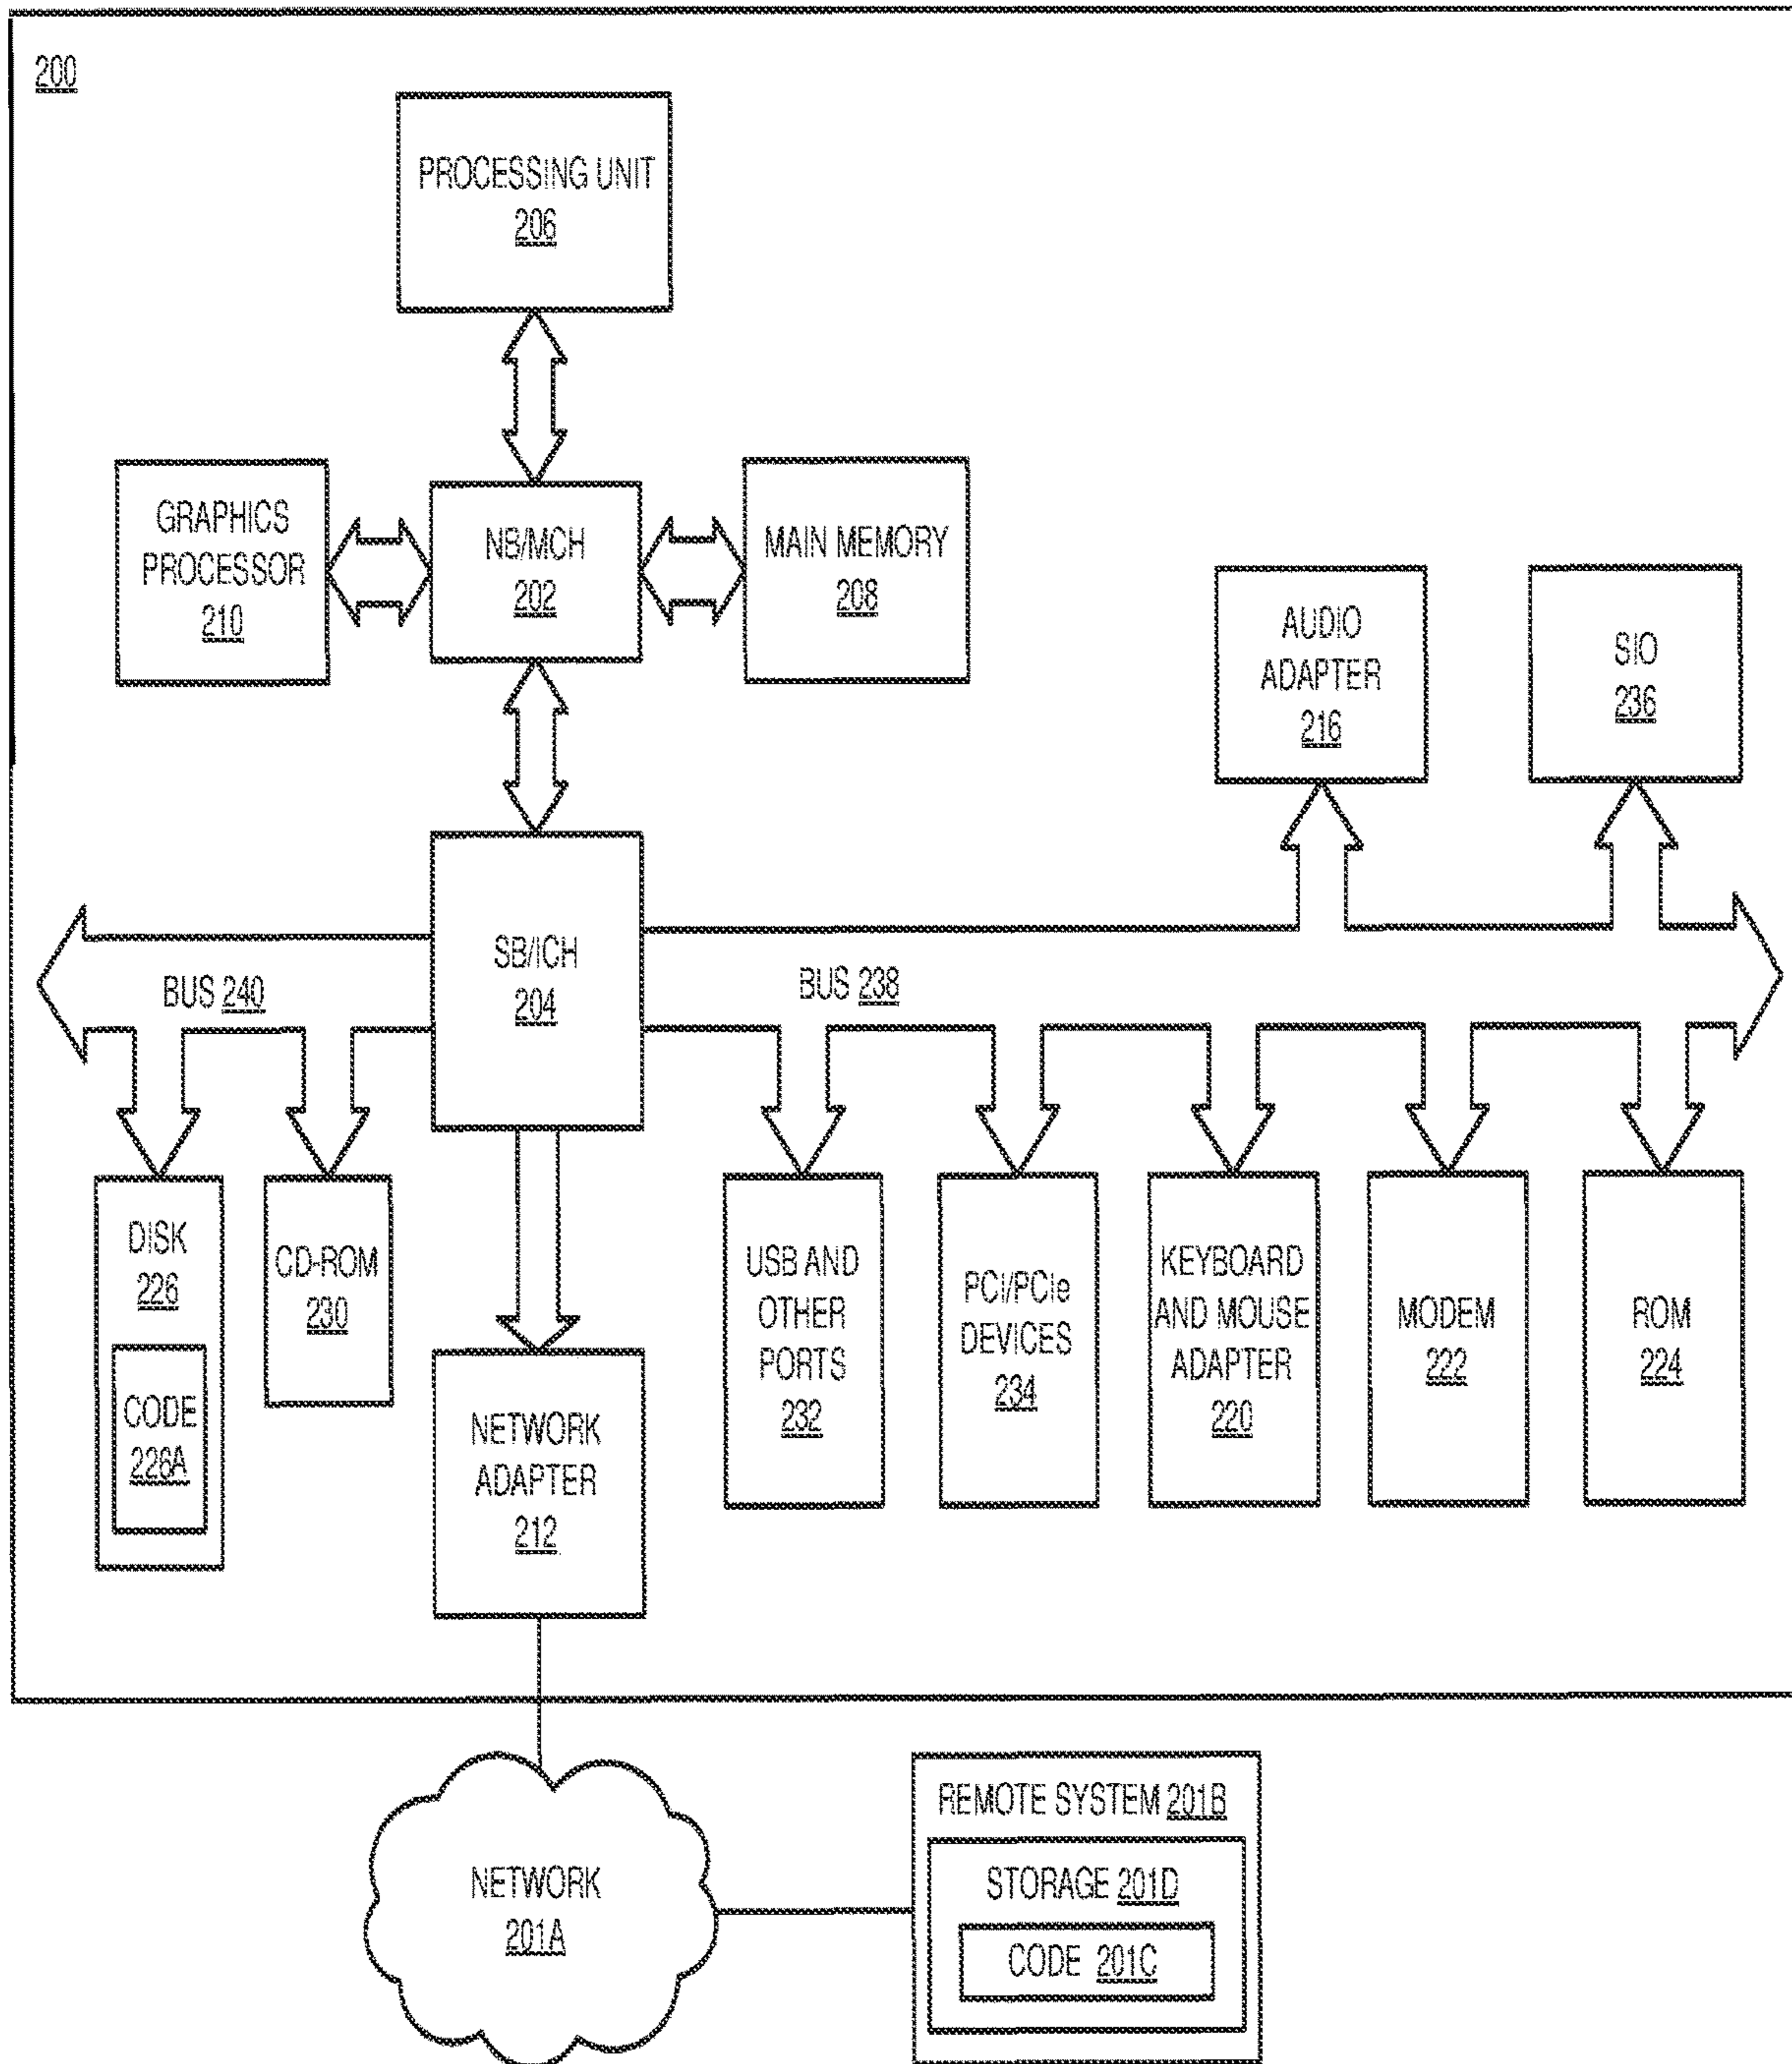 200
PROCESSING UNIT
206
GRAPHICS
PROCESSOR
210
NB/MCH
202
MAIN MEMORY
208
AUDIO
ADAPTER
216
SIO
236
SB/ICH
204
BUS 240
BUS 238
DISK
226
CODE
226A
CD-ROM
230
NETWORK
ADAPTER
212
USB AND
OTHER
PORTS
232
PCI/PCIe
DEVICES
234
KEYBOARD
AND MOUSE
ADAPTER
220
MODEM
222
ROM
224
NETWORK
201A
REMOTE SYSTEM 201B
STORAGE 201D
CODE 201C